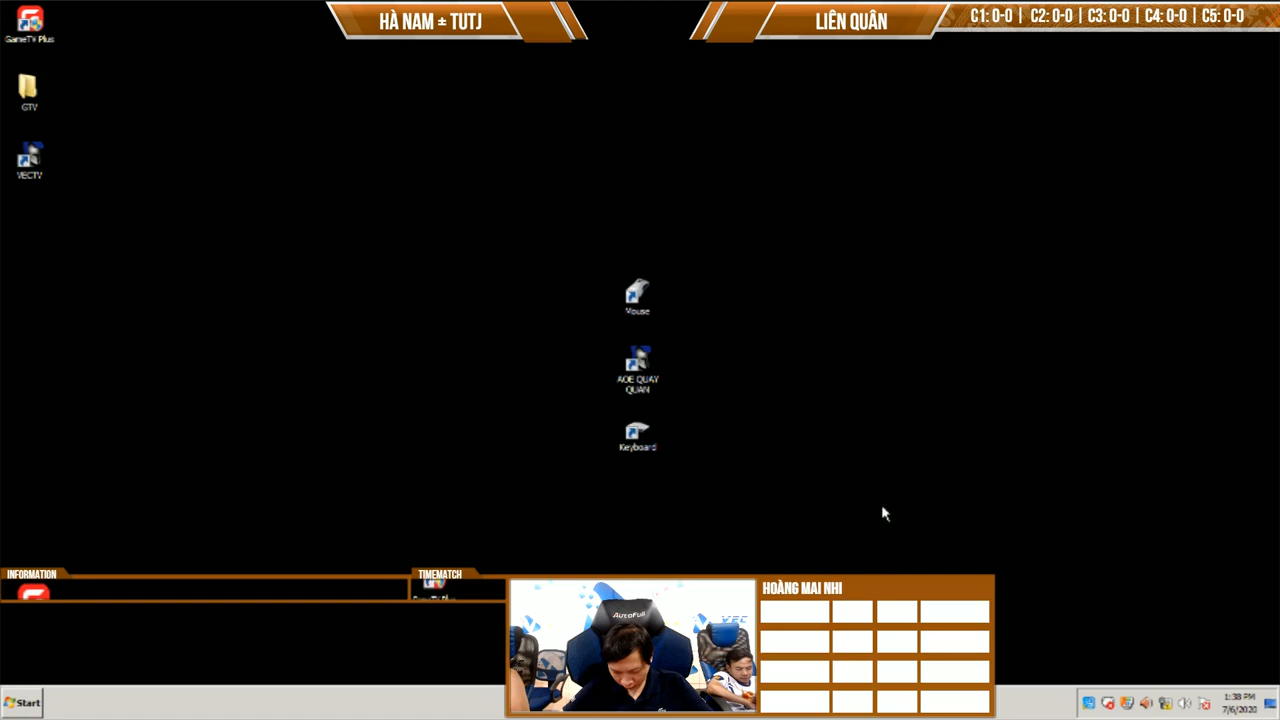 HÀ NAM ± TUTJ
LIÊN QUÂN
C1: 0-0 | C2: 0-0 | C3: 0-0 | C4: 0-0 | C5: 0-0
GameTV Plus
GTV
VECTV
Mouse
AOE QUAY
QUAN
Keyboard
INFORMATION
TIMEMATCH
HOÀNG MAI NHI
AutoFull
VEC
Start
1:38 PM
7/6/2020